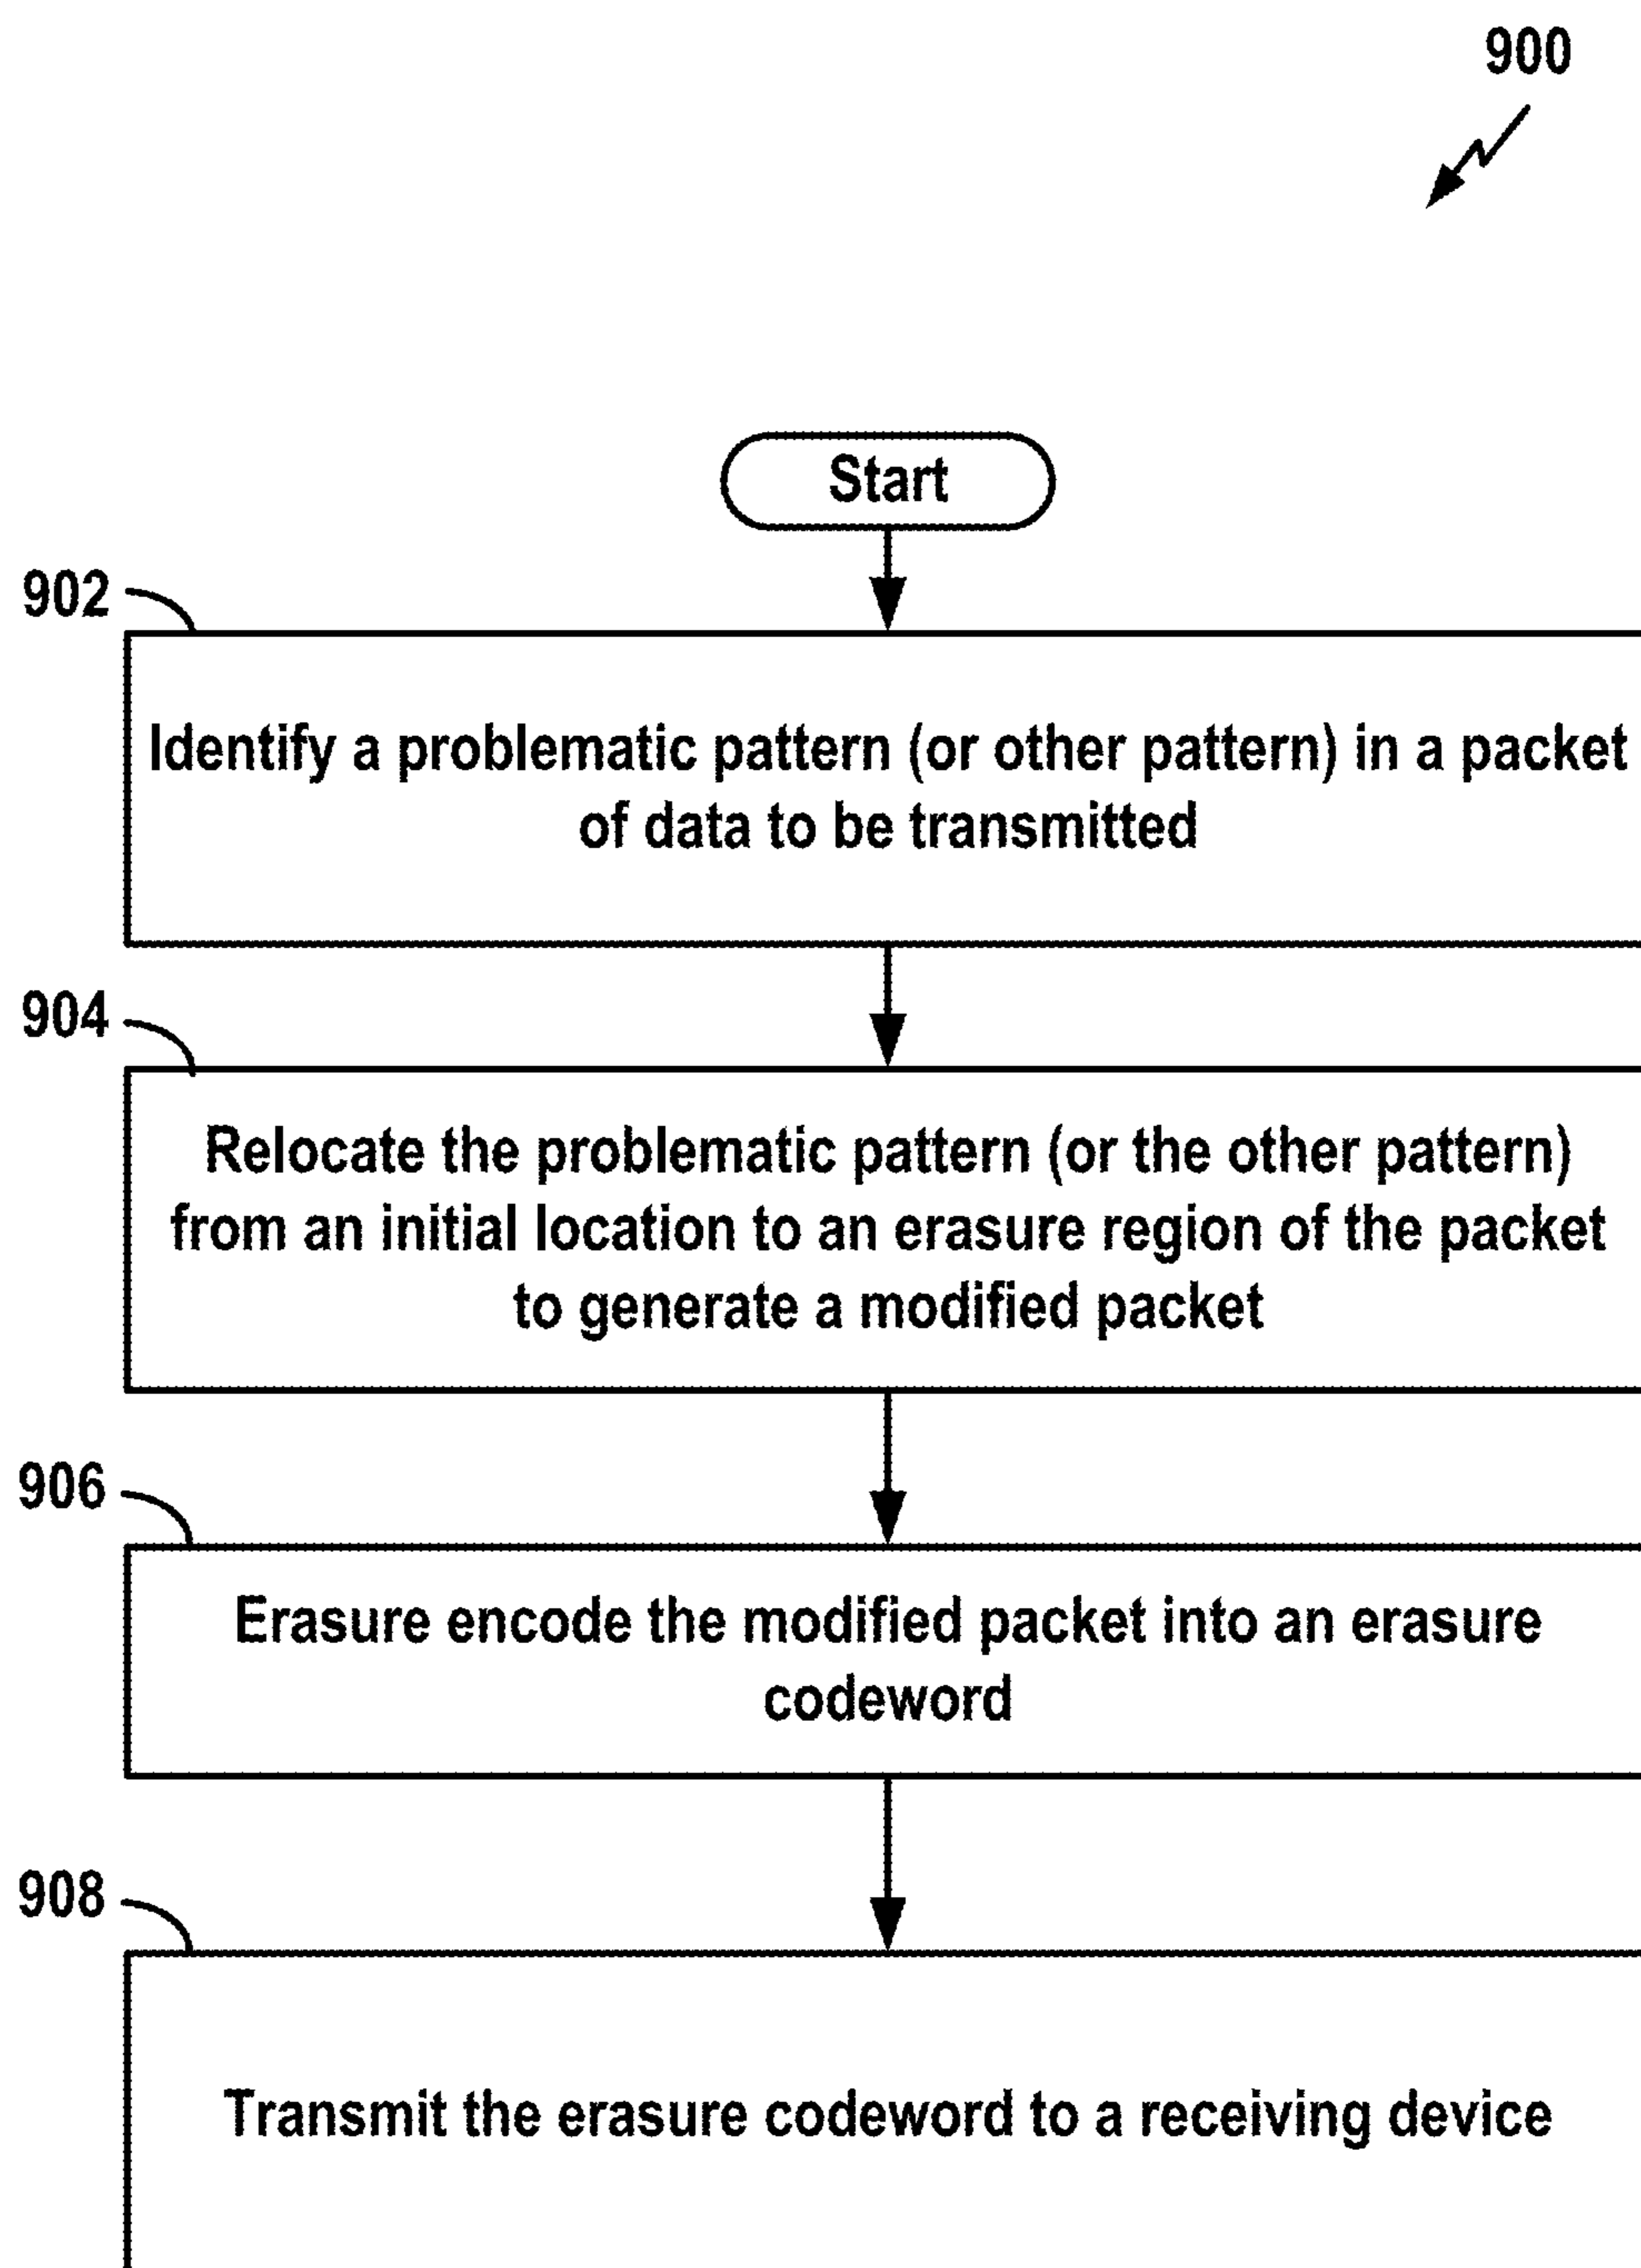 900
Start
902
Identify a problematic pattern (or other pattern) in a packet
of data to be transmitted
904
Relocate the problematic pattern (or the other pattern)
from an initial location to an erasure region of the packet
to generate a modified packet
906
Erasure encode the modified packet into an erasure
codeword
908
Transmit the erasure codeword to a receiving device